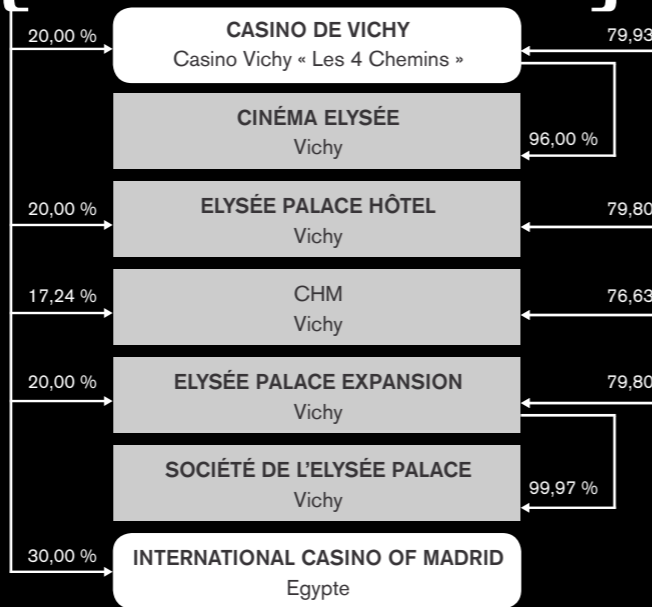 20,00 %
CASINO DE VICHY
Casino Vichy « Les 4 Chemins »
79,93
CINÉMA ELYSÉE
Vichy
96,00 %
20,00 %
ELYSÉE PALACE HÔTEL
Vichy
79,80
17,24 %
CHM
Vichy
76,63
20,00 %
ELYSÉE PALACE EXPANSION
Vichy
79,80
SOCIÉTÉ DE L'ELYSÉE PALACE
Vichy
99,97 %
30,00 %
INTERNATIONAL CASINO OF MADRID
Egypte